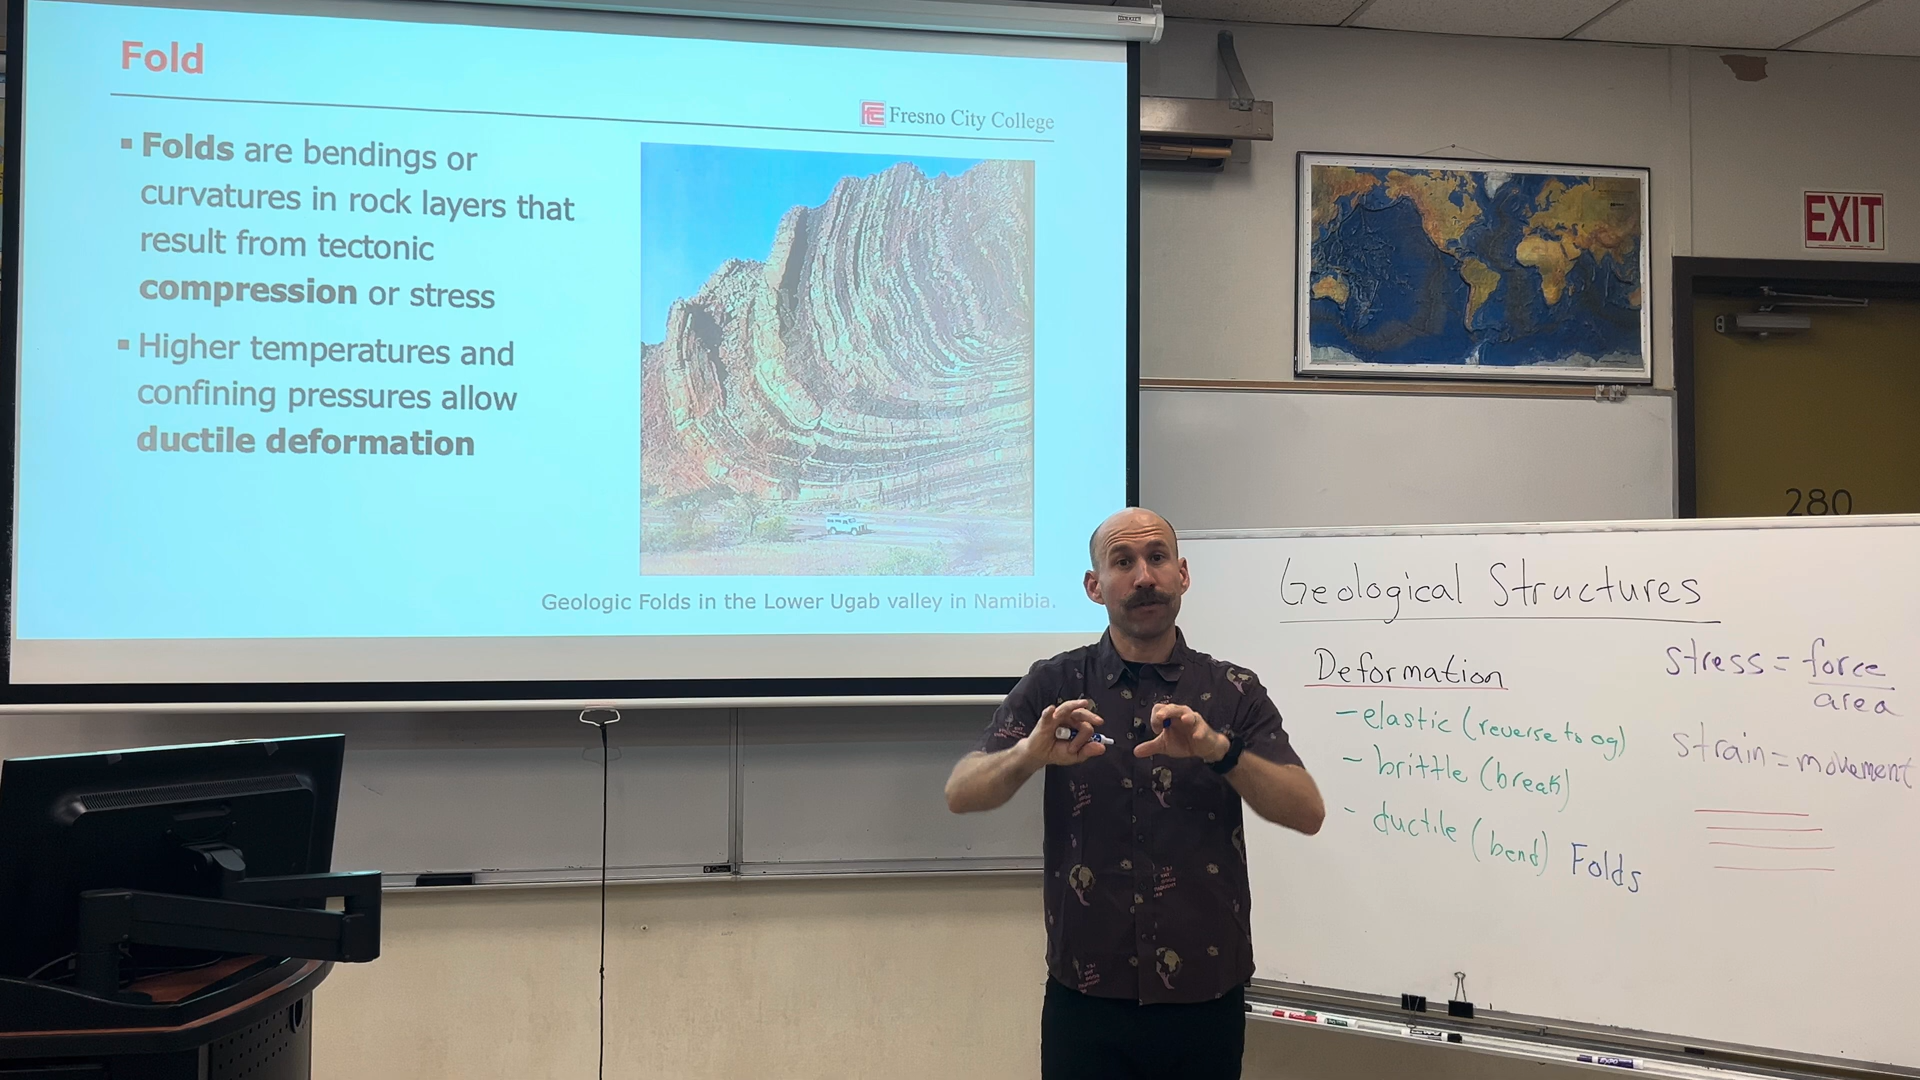 Fold
Fresno City College
▪ Folds are bendings or
curvatures in rock layers that
result from tectonic
compression or stress
▪ Higher temperatures and
confining pressures allow
ductile deformation
Geologic Folds in the Lower Ugab valley in Namibia.
EXIT
280
Geological Structures
Deformation
- elastic (reverse to og)
- brittle (break)
- ductile (bend) Folds
stress = force
area
strain = movement
EXPO